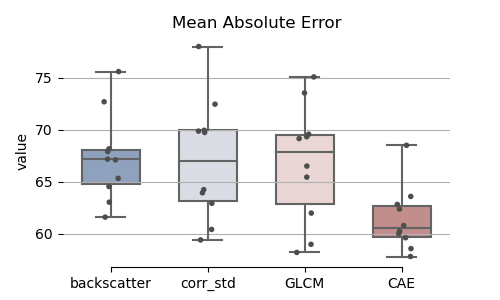 Mean Absolute Error
value
75
70
65
60
backscatter
corr_std
GLCM
CAE